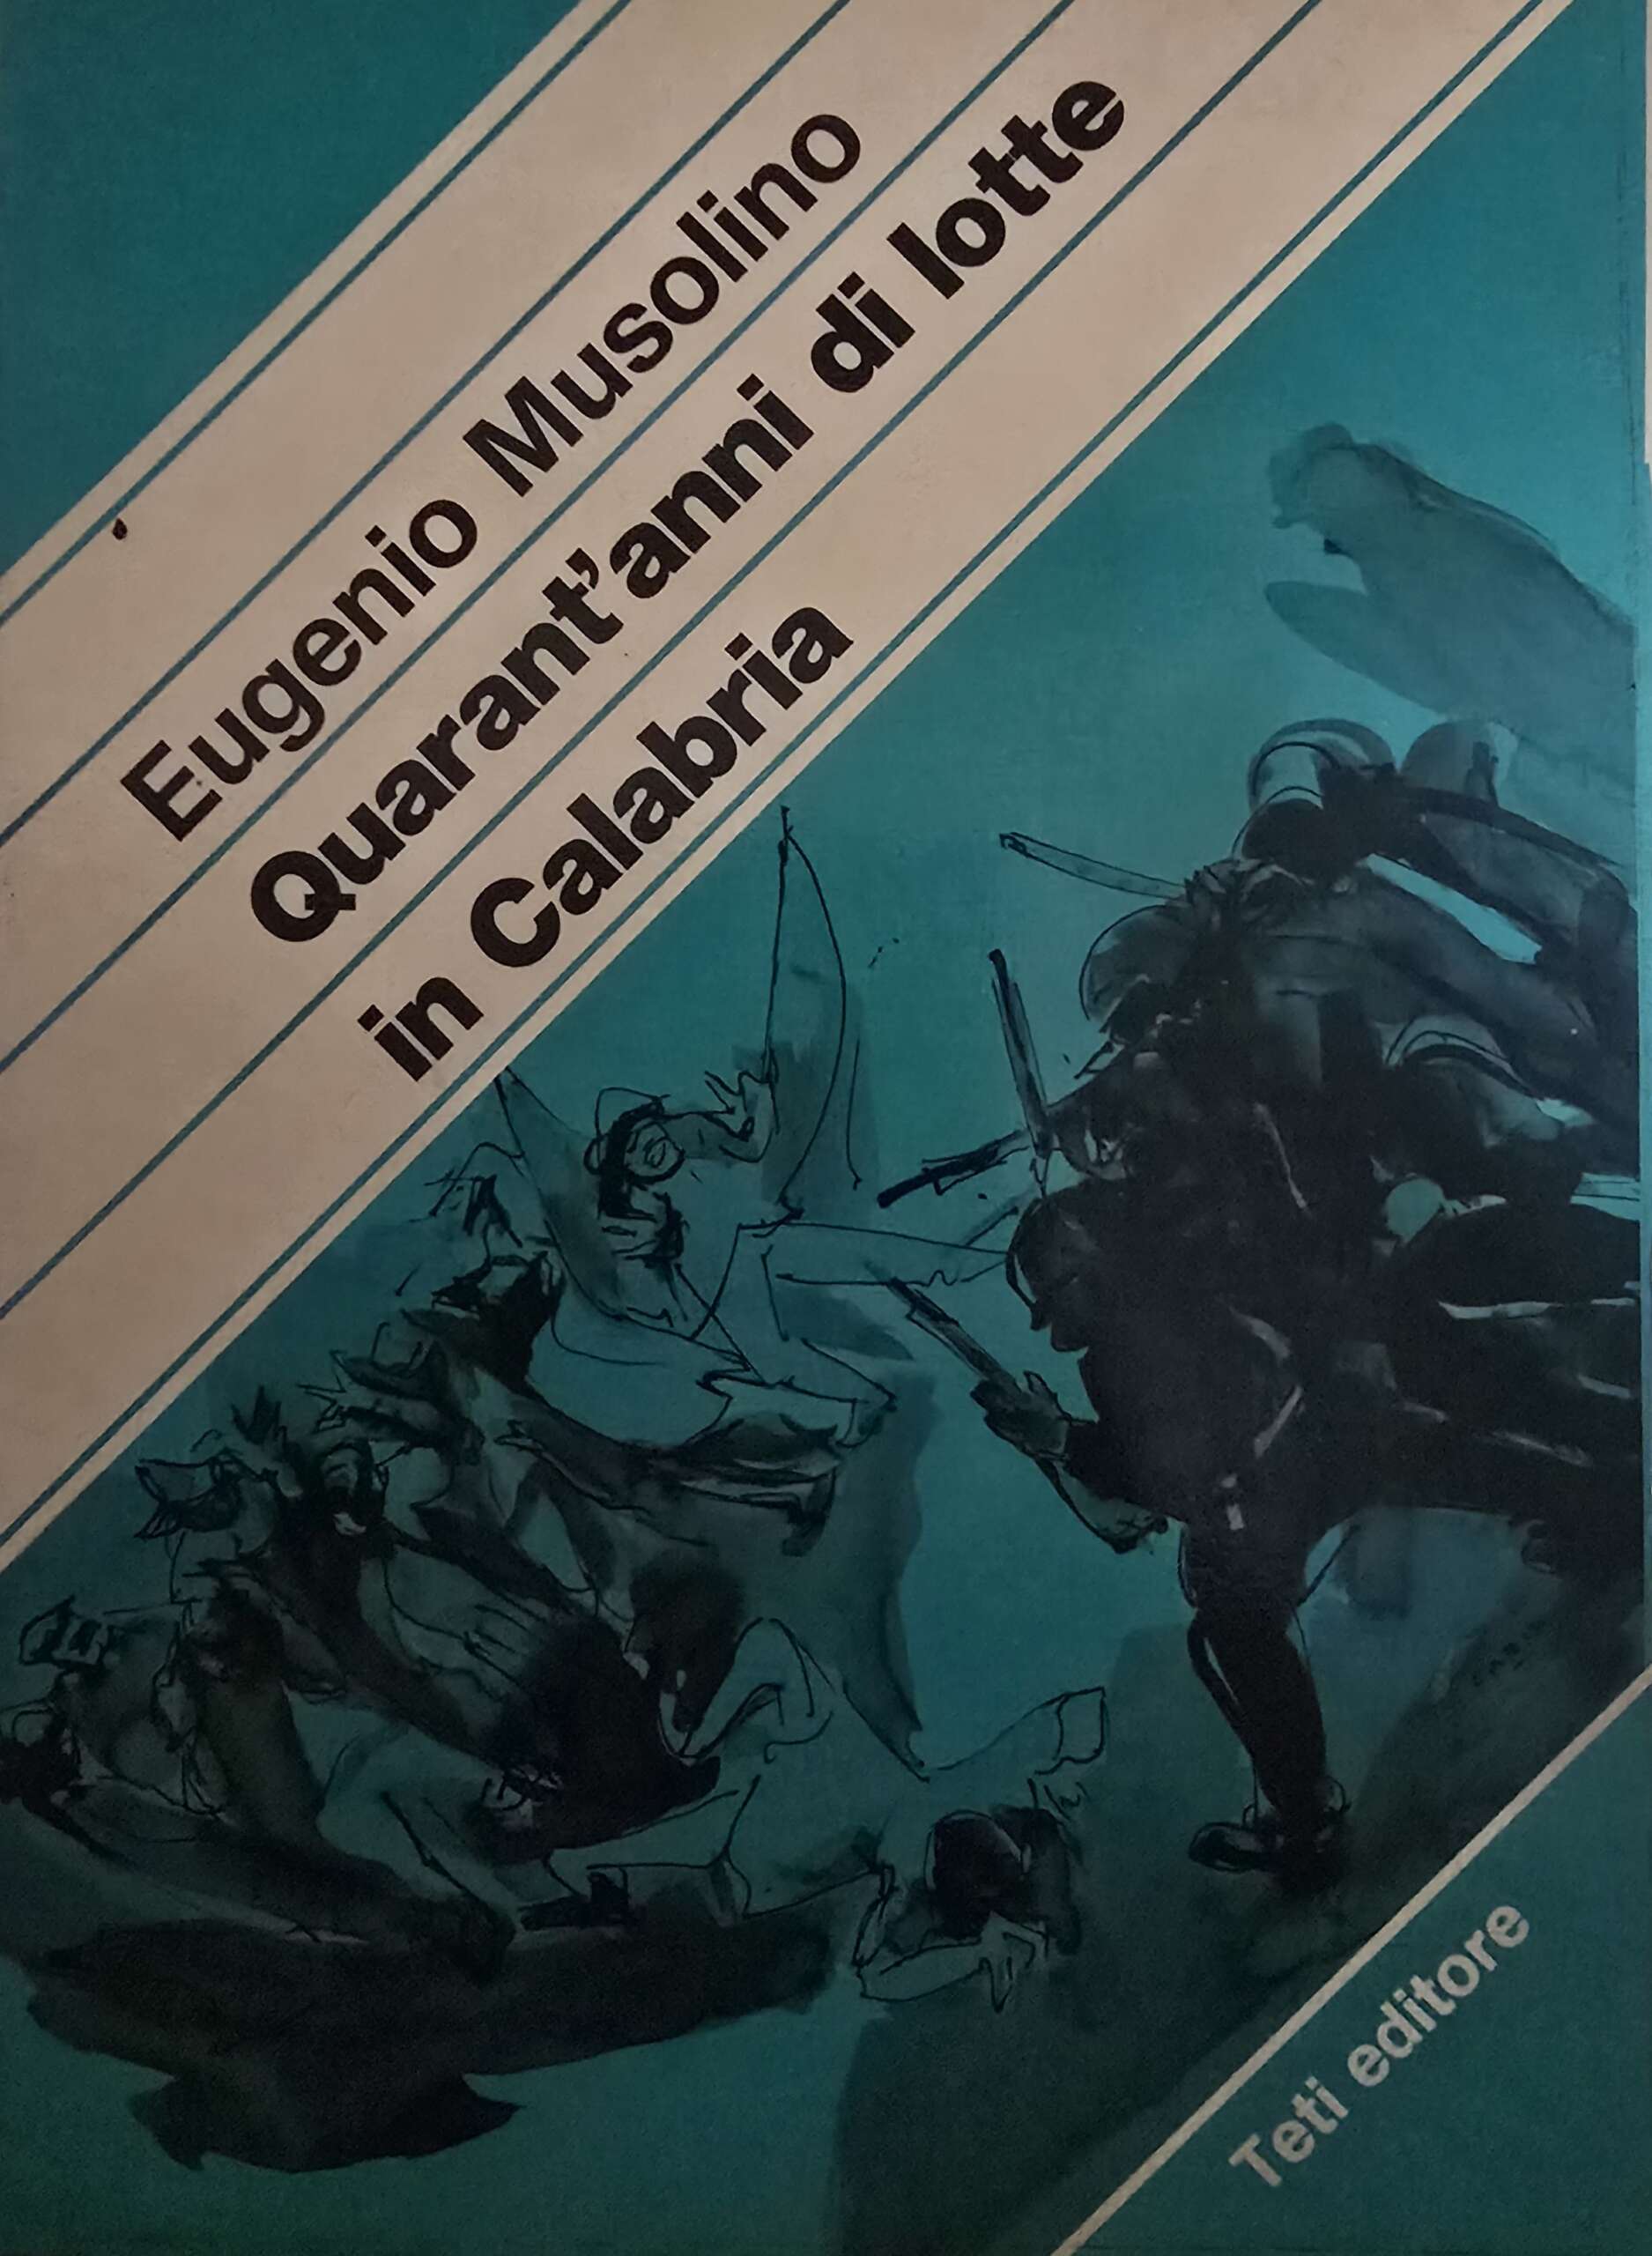 Eugenio Musolino
Quarant'anni di lotte
in Calabria
Teti editore